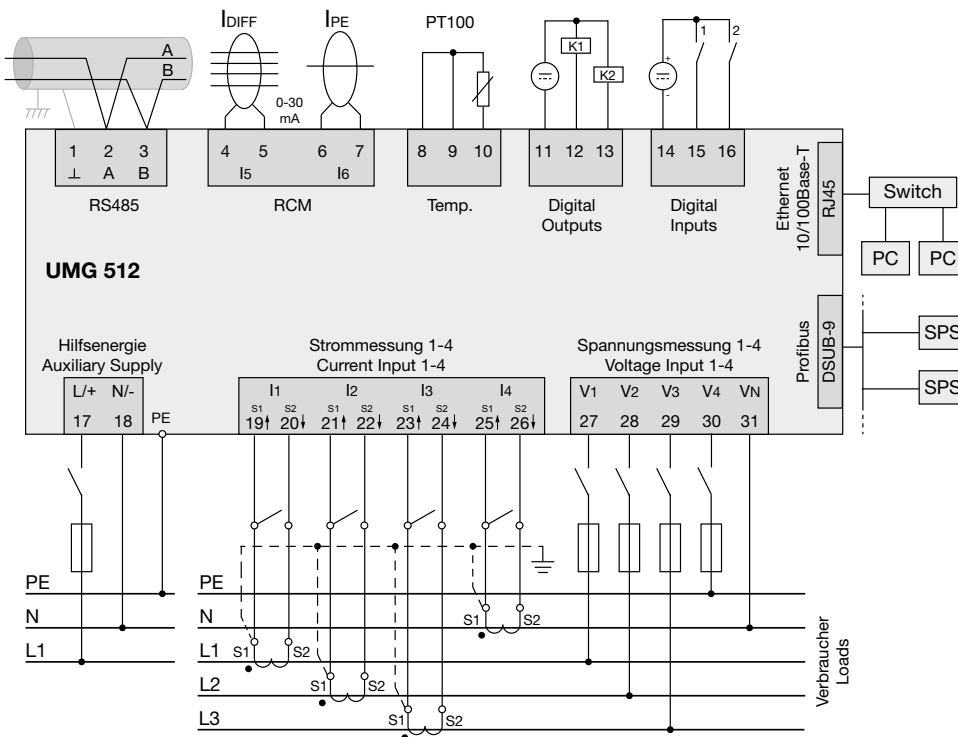 IDIFF
IPE
PT100
K1
K2
+
-
1
2
A
B
0-30
mA
1 2 3
⊥ A B
4 5 6 7
I5 I6
8 9 10
11 12 13
14 15 16
RS485
RCM
Temp.
Digital
Outputs
Digital
Inputs
Ethernet
10/100Base-T
RJ45
Switch
PC
PC
UMG 512
Profibus
DSUB-9
SPS
SPS
Hilfsenergie
Auxiliary Supply
L/+ N/-
17 18
PE
Strommessung 1-4
Current Input 1-4
I1 I2 I3 I4
S1 S2 S1 S2 S1 S2 S1 S2
19 20 21 22 23 24 25 26
Spannungsmessung 1-4
Voltage Input 1-4
V1 V2 V3 V4 VN
27 28 29 30 31
PE
N
L1
PE
N
L1
L2
L3
S1 S2
S1 S2
S1 S2
S1 S2
Verbraucher
Loads